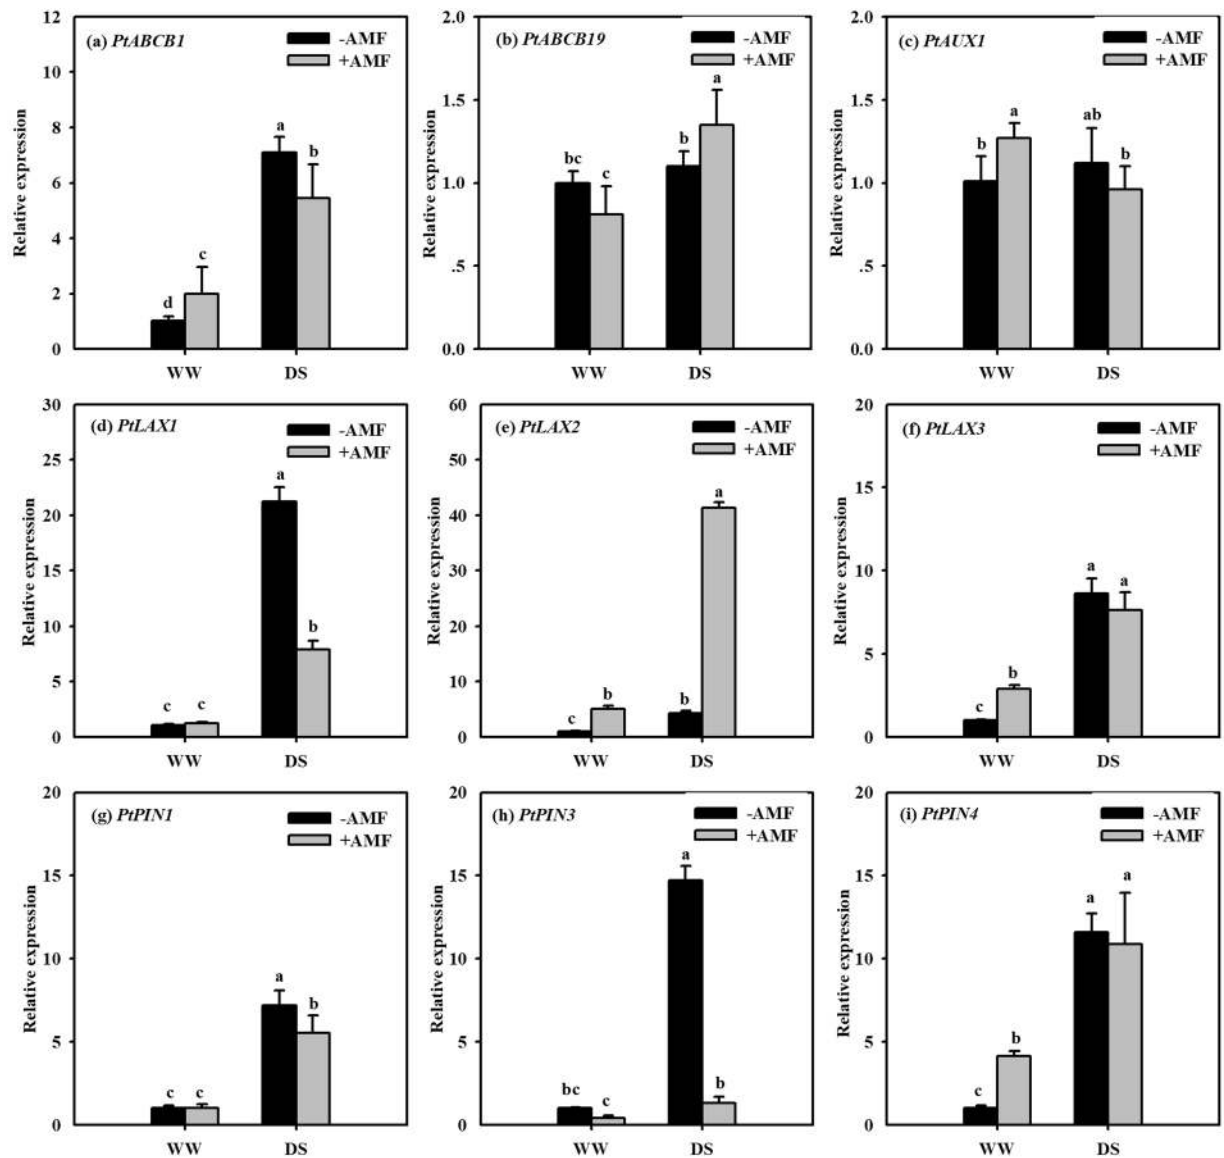 (a) PtABCB1
-AMF
+AMF
Relative expression
12
10
8
6
4
2
0
d
c
a
b
WW
DS
(b) PtABCB19
-AMF
+AMF
Relative expression
2.0
1.5
1.0
.5
0.0
bc
c
b
a
WW
DS
(c) PtAUX1
-AMF
+AMF
Relative expression
2.0
1.5
1.0
.5
0.0
b
a
ab
b
WW
DS
(d) PtLAX1
-AMF
+AMF
Relative expression
30
25
20
15
10
5
0
c
c
a
b
WW
DS
(e) PtLAX2
-AMF
+AMF
Relative expression
60
50
40
30
20
10
0
c
b
b
a
WW
DS
(f) PtLAX3
-AMF
+AMF
Relative expression
20
15
10
5
0
c
b
a
a
WW
DS
(g) PtPIN1
-AMF
+AMF
Relative expression
20
15
10
5
0
c
c
a
b
WW
DS
(h) PtPIN3
-AMF
+AMF
Relative expression
20
15
10
5
0
bc
c
a
b
WW
DS
(i) PtPIN4
-AMF
+AMF
Relative expression
20
15
10
5
0
c
b
a
a
WW
DS